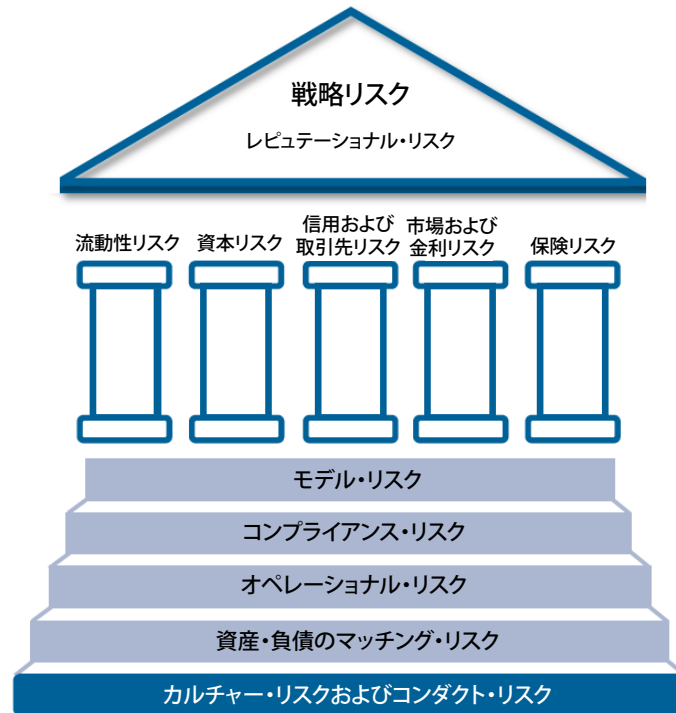 戦略リスク
レピュテーショナル・リスク
流動性リスク
資本リスク
信用および
取引先リスク
市場および
金利リスク
保険リスク
モデル・リスク
コンプライアンス・リスク
オペレーショナル・リスク
資産・負債のマッチング・リスク
カルチャー・リスクおよびコンダクト・リスク